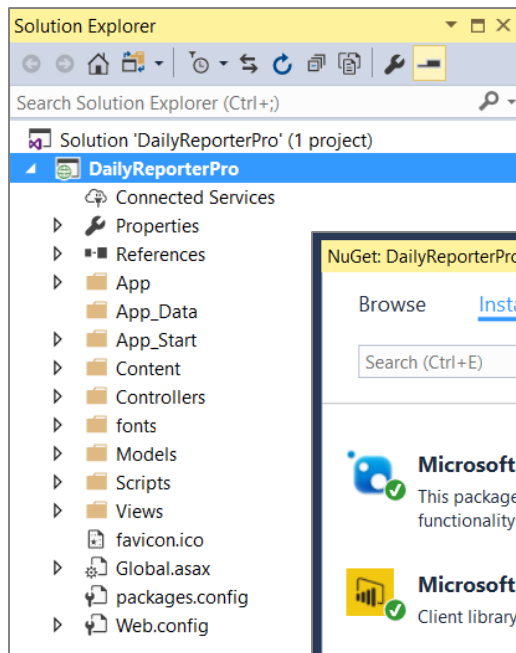 Solution Explorer
Search Solution Explorer (Ctrl+;)
Solution 'DailyReporterPro' (1 project)
DailyReporterPro
Connected Services
Properties
References
App
App_Data
App_Start
Content
Controllers
fonts
Models
Scripts
Views
favicon.ico
Global.asax
packages.config
Web.config
NuGet: DailyReporterPro
Browse
Search (Ctrl+E)
Microsoft
This package
functionality
Microsoft
Client library